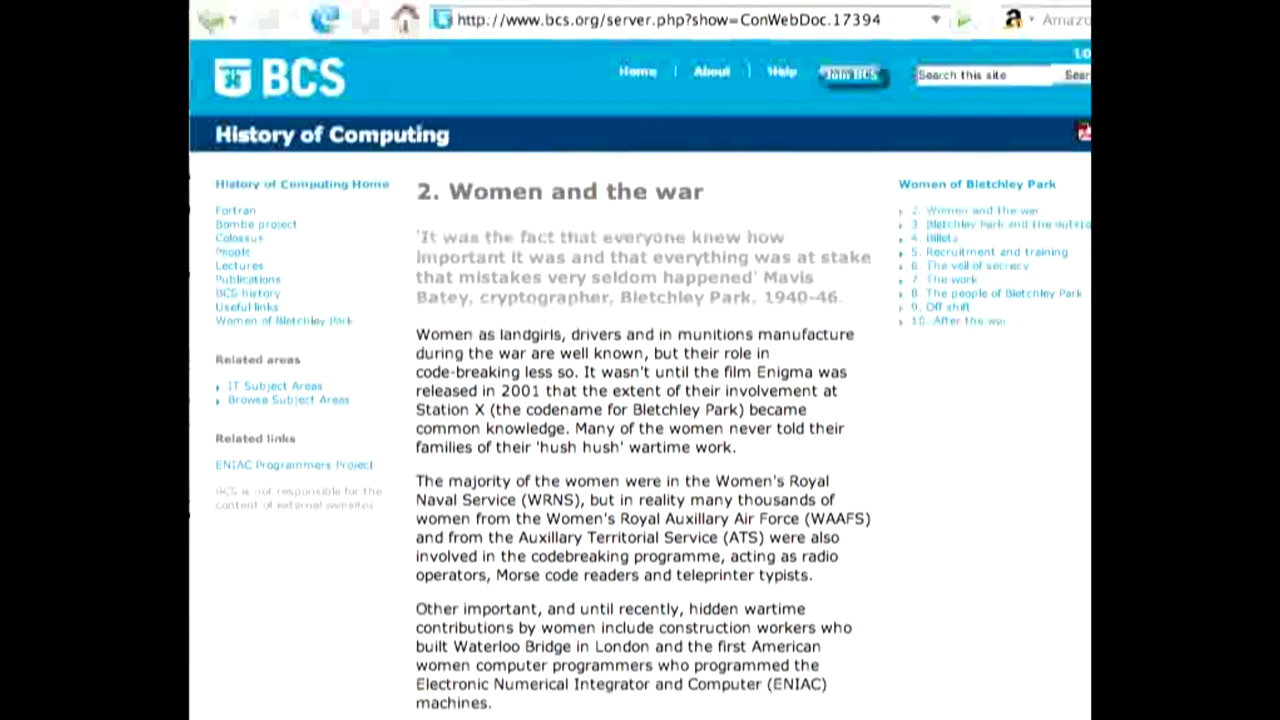 http://www.bcs.org/server.php?show=ConWebDoc.17394
Amazo
BCS
Home
About
Help
Join BCS
Search this site
Sear
History of Computing
History of Computing Home
Fortran
Bombe project
Colossus
People
Lectures
Publications
BCS history
Useful links
Women of Bletchley Park
Related areas
IT Subject Areas
Browse Subject Areas
Related links
ENIAC Programmers Project
BCS is not responsible for the
content of external websites
2. Women and the war
'It was the fact that everyone knew how
important it was and that everything was at stake
that mistakes very seldom happened' Mavis
Batey, cryptographer, Bletchley Park, 1940-46.
Women as landgirls, drivers and in munitions manufacture
during the war are well known, but their role in
code-breaking less so. It wasn't until the film Enigma was
released in 2001 that the extent of their involvement at
Station X (the codename for Bletchley Park) became
common knowledge. Many of the women never told their
families of their 'hush hush' wartime work.
The majority of the women were in the Women's Royal
Naval Service (WRNS), but in reality many thousands of
women from the Women's Royal Auxillary Air Force (WAAFS)
and from the Auxillary Territorial Service (ATS) were also
involved in the codebreaking programme, acting as radio
operators, Morse code readers and teleprinter typists.
Other important, and until recently, hidden wartime
contributions by women include construction workers who
built Waterloo Bridge in London and the first American
women computer programmers who programmed the
Electronic Numerical Integrator and Computer (ENIAC)
machines.
Women of Bletchley Park
2. Women and the war
3. Bletchley Park and the outsta
4. Billets
5. Recruitment and training
6. The veil of secrecy
7. The work
8. The people of Bletchley Park
9. Off shift
10. After the war